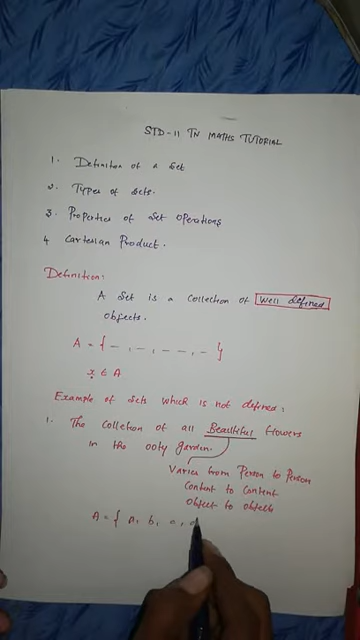 STD-11 TN MATHS TUTORIAL
1. Definition of a Set
2. Types of Sets.
3. Properties of Set Operations
4 Cartesian Product.
Definition:
A Set is a Collection of Well defined
objects.
A = { -, -, - -, - }
x ∈ A
Example of Sets which is not defined:
1. The Colletion of all Beautiful flowers
in the ooty garden.
Varies from Person to Person
Content to Content
object to objects
A = { a, b, c, d